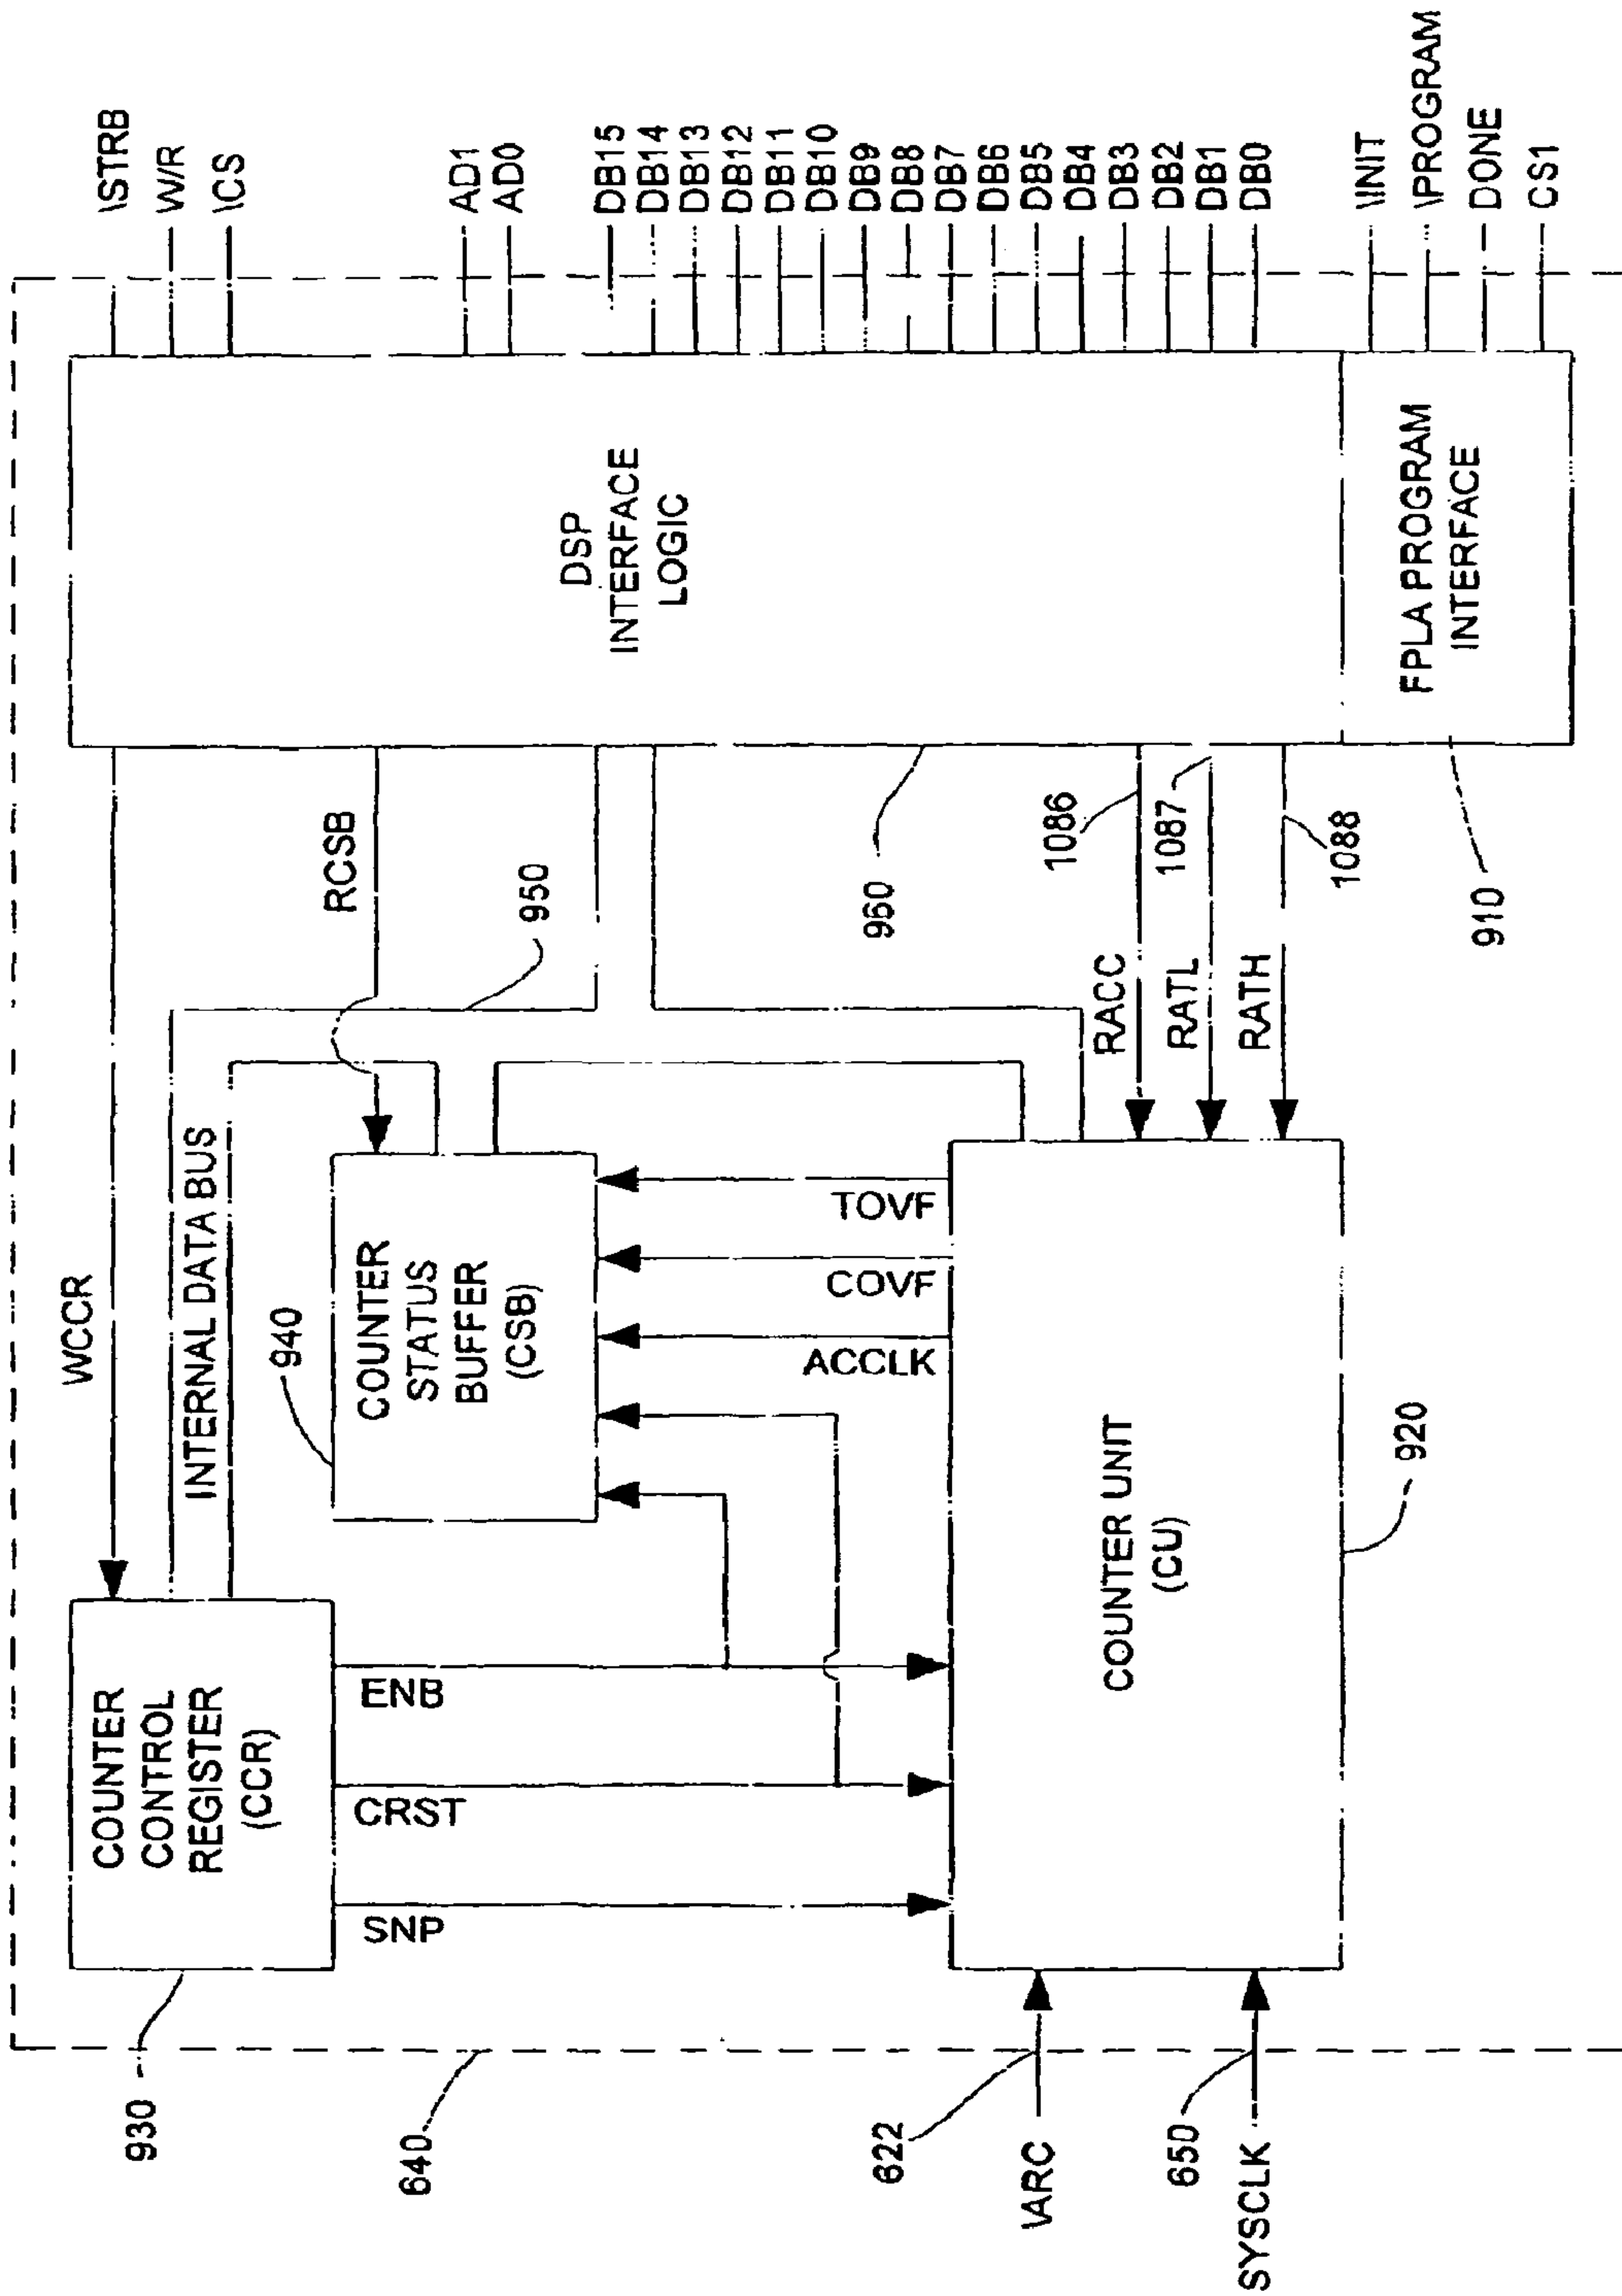 \STRB
W/R
\CS
AD1
AD0
DB15
DB14
DB13
DB12
DB11
DB10
DB9
DB8
DB7
DB6
DB5
DB4
DB3
DB2
DB1
DB0
\INIT
\PROGRAM
DONE
CS1
DSP
INTERFACE
LOGIC
FPLA PROGRAM
INTERFACE
WCCR
RCSB
INTERNAL DATA BUS
950
960
910
RACC
1086
RATL
1087
RATH
1088
940
COUNTER
STATUS
BUFFER
(CSB)
TOVF
COVF
ACCLK
COUNTER
CONTROL
REGISTER
(CCR)
930
ENB
CRST
SNP
COUNTER UNIT
(CU)
920
640
622
\ARC
650
SYSCLK